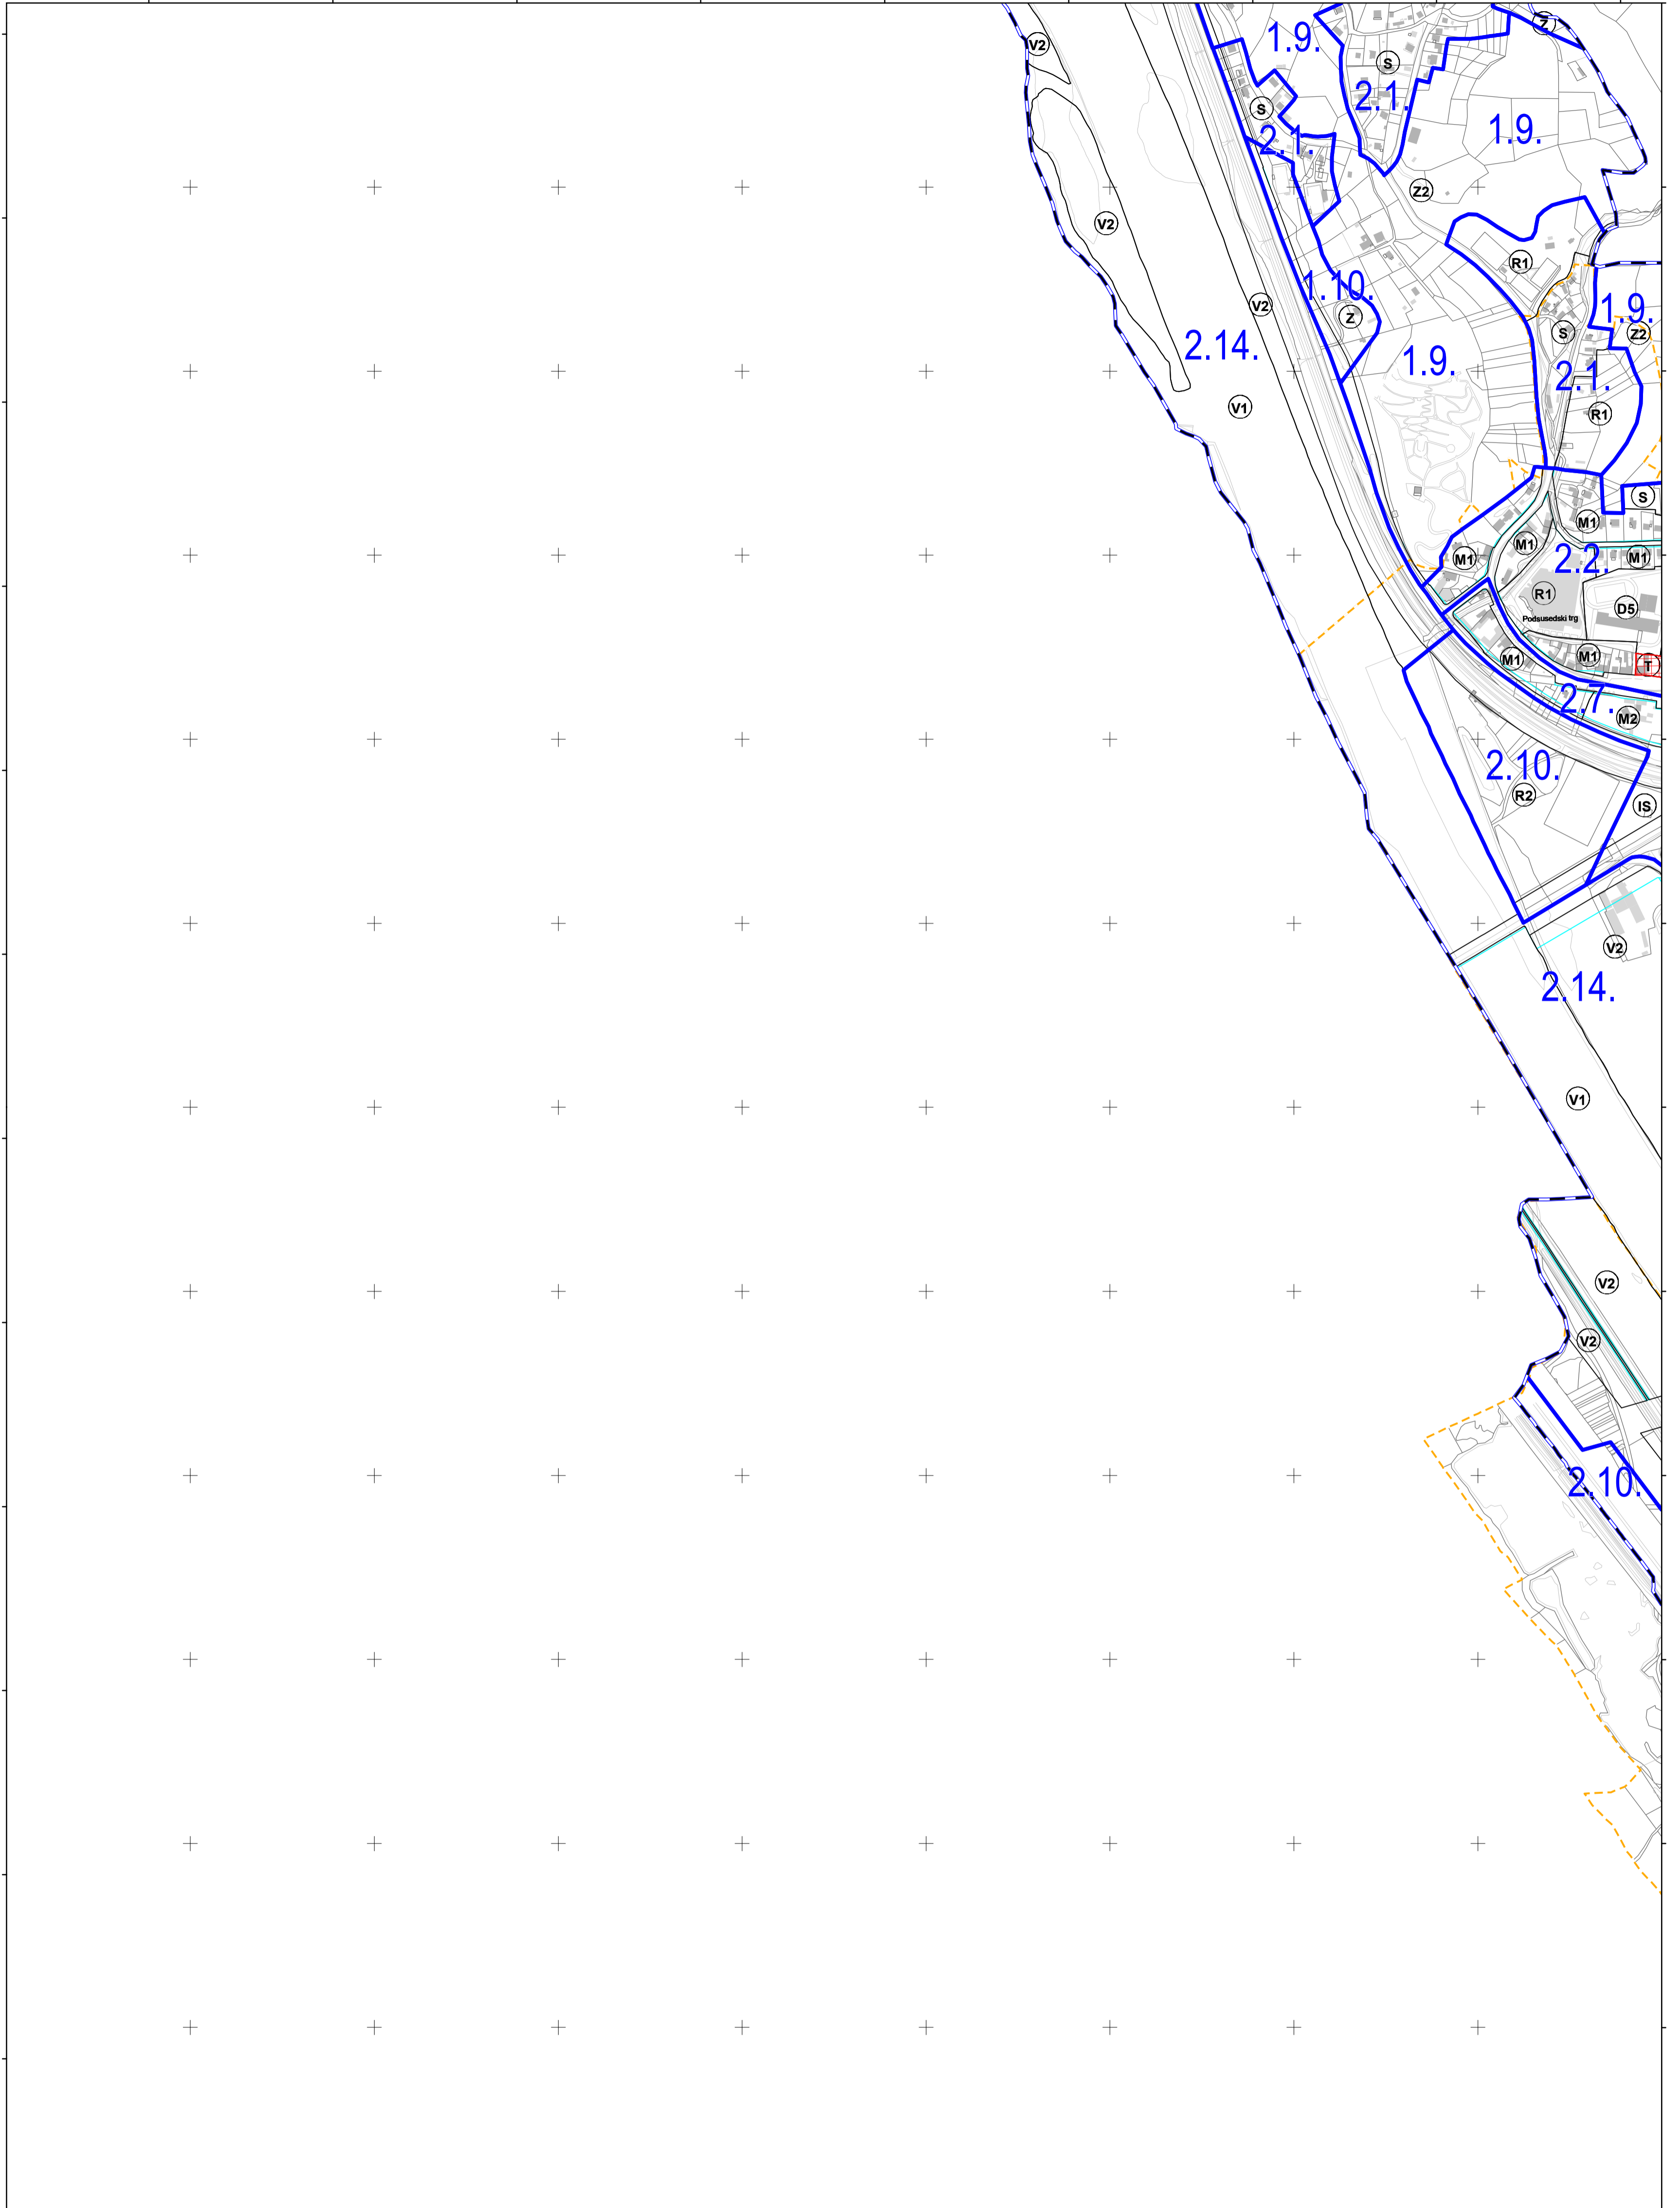 Z
V2
1.9.
S
2.1.
S
1.9.
2.1.
Z2
V2
R1
1.10.
V2
1.9.
Z
S
Z2
2.14.
1.9.
2.1.
V1
R1
S
M1
M1
2.2.
M1
M1
R1
D5
Podsusedski trg
M1
M1
T
2.7.
M2
2.10.
R2
IS
V2
2.14.
V1
V2
V2
2.10.